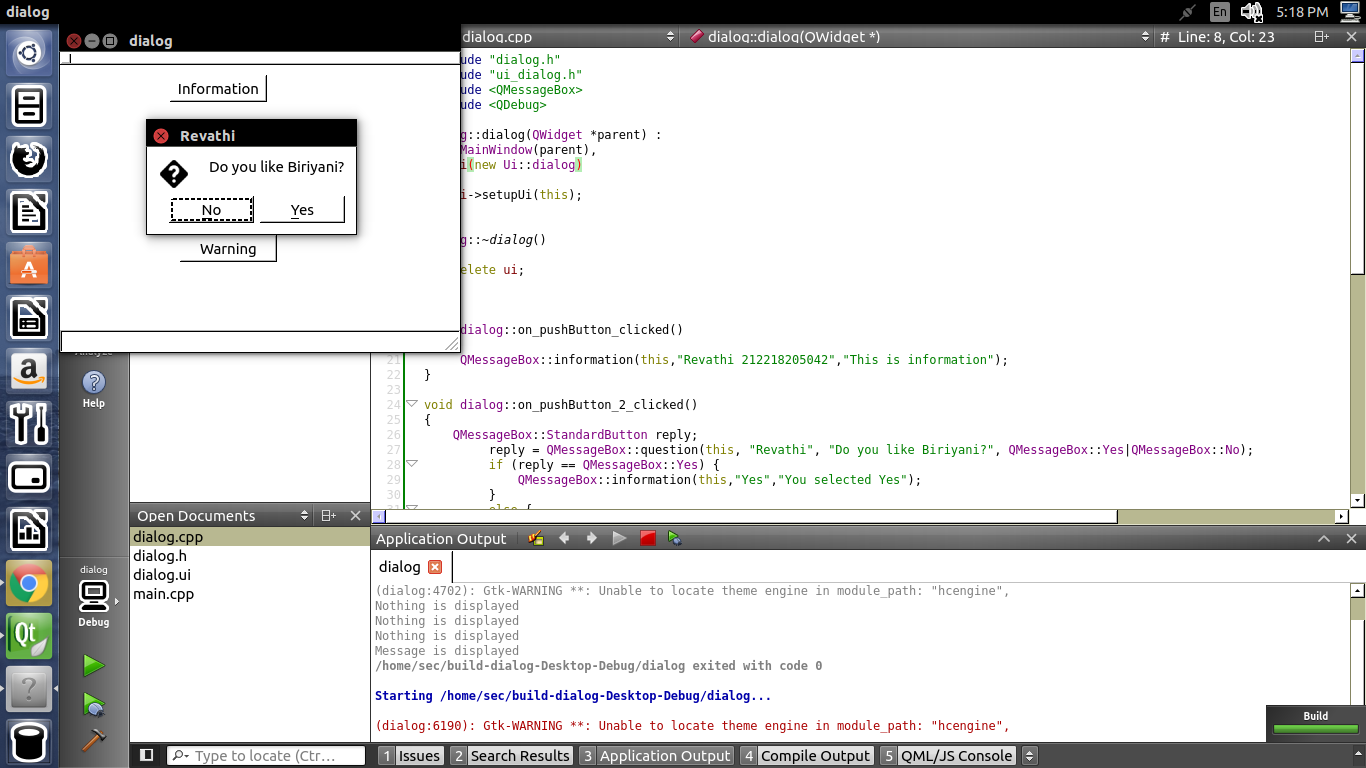 dialog
En
5:18 PM
dialog
Information
Revathi
Do you like Biriyani?
No
Yes
Warning
dialog.cpp
dialog::dialog(QWidget *)
# Line: 8, Col: 23
ude "dialog.h"
ude "ui_dialog.h"
ude <QMessageBox>
ude <QDebug>
g::dialog(QWidget *parent) :
MainWindow(parent),
i(new Ui::dialog)
i->setupUi(this);
g::~dialog()
elete ui;
dialog::on_pushButton_clicked()
21 QMessageBox::information(this,"Revathi 212218205042","This is information");
22 }
23
24 void dialog::on_pushButton_2_clicked()
25 {
26 QMessageBox::StandardButton reply;
27 reply = QMessageBox::question(this, "Revathi", "Do you like Biriyani?", QMessageBox::Yes|QMessageBox::No);
28 if (reply == QMessageBox::Yes) {
29 QMessageBox::information(this,"Yes","You selected Yes");
30 }
31 else {
Analyze
Help
dialog
Debug
Qt
Open Documents
dialog.cpp
dialog.h
dialog.ui
main.cpp
Application Output
dialog
(dialog:4702): Gtk-WARNING **: Unable to locate theme engine in module_path: "hcengine",
Nothing is displayed
Nothing is displayed
Nothing is displayed
Message is displayed
/home/sec/build-dialog-Desktop-Debug/dialog exited with code 0
Starting /home/sec/build-dialog-Desktop-Debug/dialog...
(dialog:6190): Gtk-WARNING **: Unable to locate theme engine in module_path: "hcengine",
Build
Type to locate (Ctr...
1 Issues
2 Search Results
3 Application Output
4 Compile Output
5 QML/JS Console